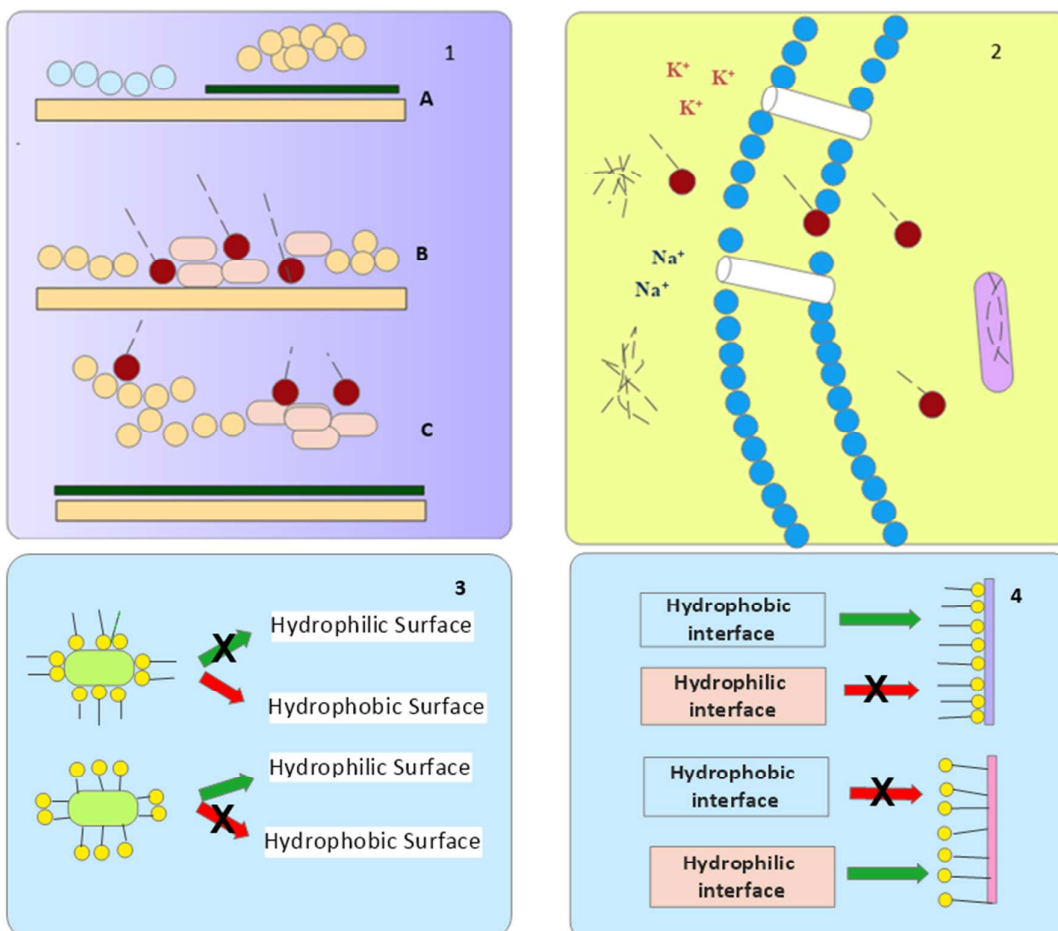 1
A
B
C
2
K⁺
K⁺
K⁺
Na⁺
Na⁺
3
X
Hydrophilic Surface
Hydrophobic Surface
Hydrophilic Surface
X
Hydrophobic Surface
4
Hydrophobic
interface
Hydrophilic
interface
X
Hydrophobic
interface
X
Hydrophilic
interface